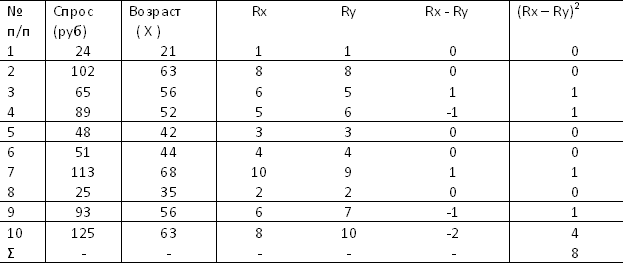 № п/п Спрос (руб) Возраст ( X ) Rx Ry Rx - Ry (Rx – Ry)²
1 24 21 1 1 0 0
2 102 63 8 8 0 0
3 65 56 6 5 1 1
4 89 52 5 6 -1 1
5 48 42 3 3 0 0
6 51 44 4 4 0 0
7 113 68 10 9 1 1
8 25 35 2 2 0 0
9 93 56 6 7 -1 1
10 125 63 8 10 -2 4
Σ - - - - - 8